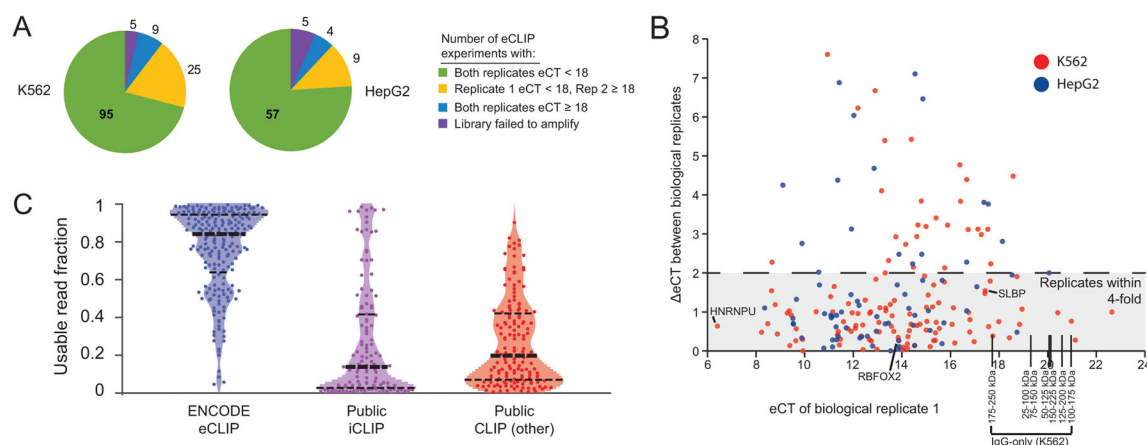 A
K562
5
9
25
95
5
4
9
57
HepG2
Number of eCLIP
experiments with:
Both replicates eCT < 18
Replicate 1 eCT < 18, Rep 2 ≥ 18
Both replicates eCT ≥ 18
Library failed to amplify
B
ΔeCT between biological replicates
8
7
6
5
4
3
2
1
0
K562
HepG2
Replicates within
4-fold
HNRNPU
SLBP
RBFOX2
6
8
10
12
14
16
18
20
22
24
eCT of biological replicate 1
175-250 kDa
25-100 kDa
75-150 kDa
50-125 kDa
150-225 kDa
125-200 kDa
100-175 kDa
IgG-only (K562)
C
Usable read fraction
1
0.8
0.6
0.4
0.2
0
ENCODE
eCLIP
Public
iCLIP
Public
CLIP (other)